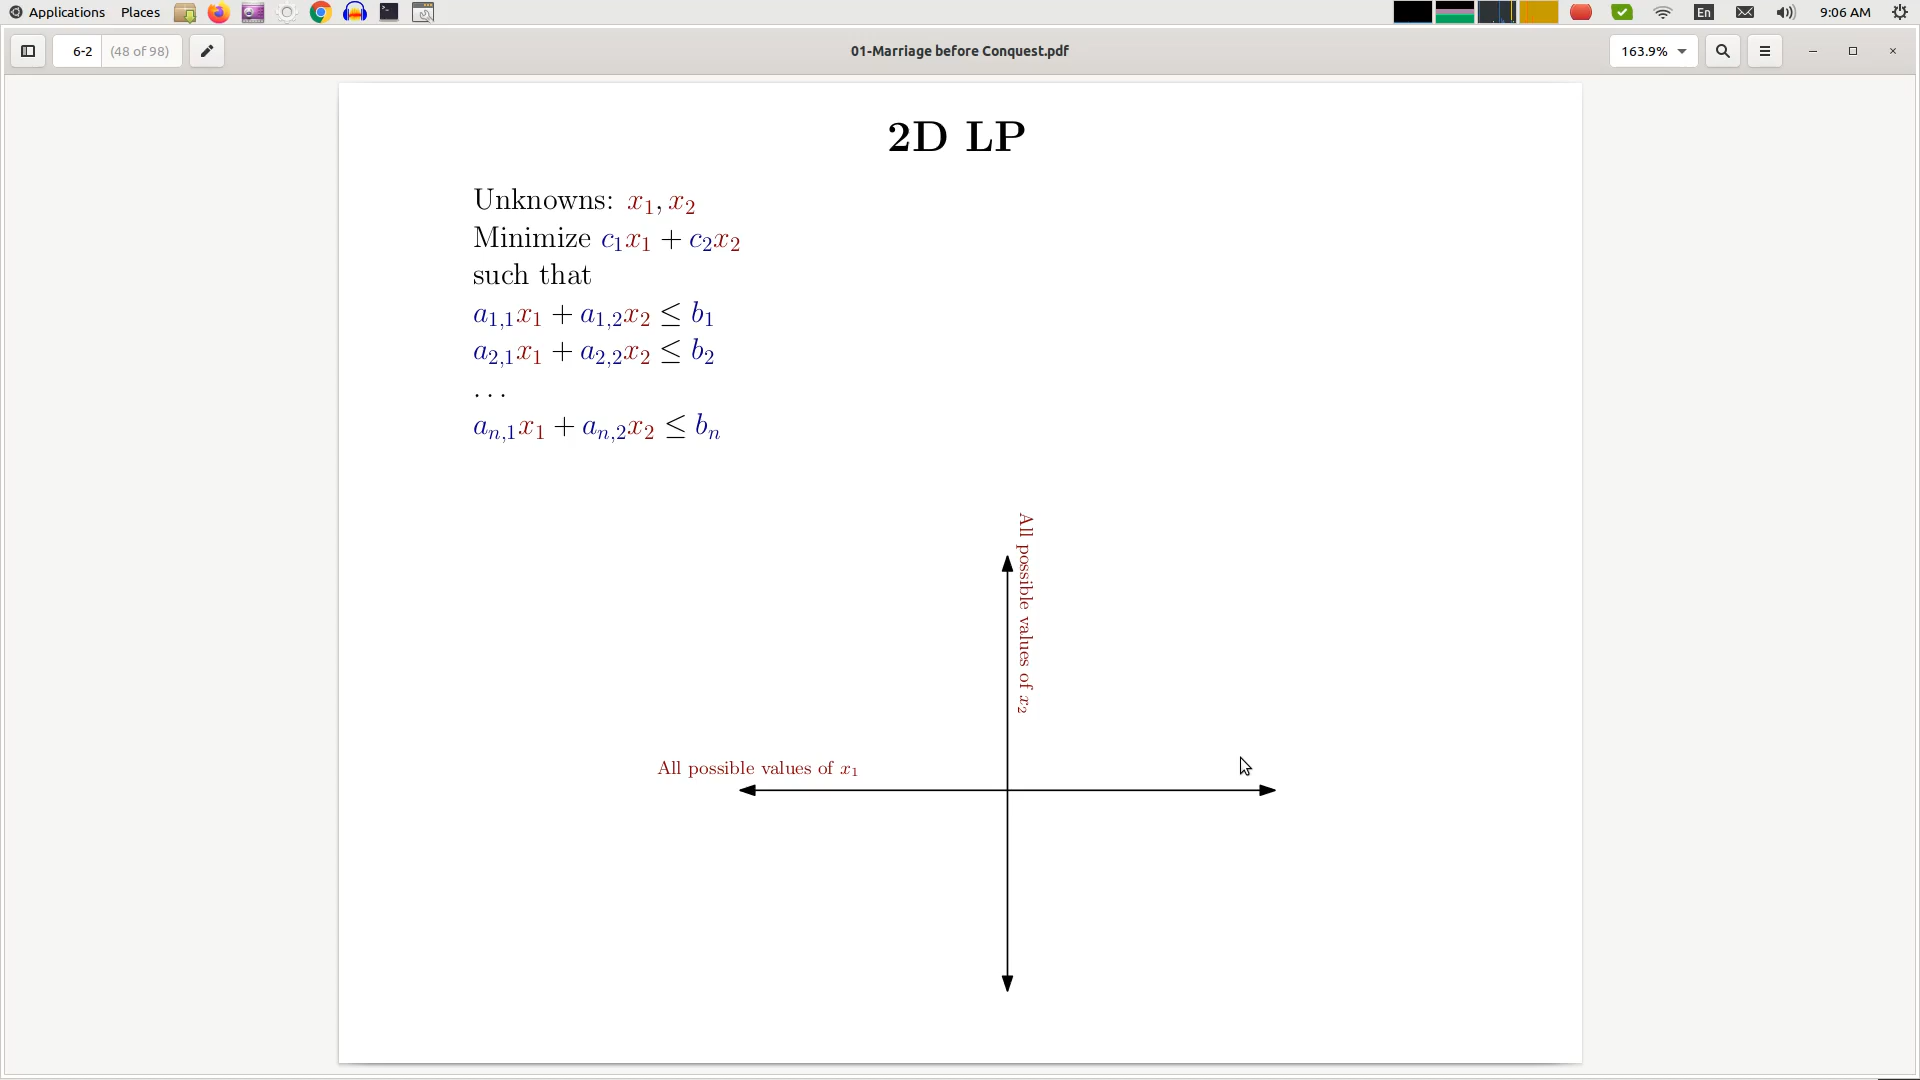 Applications Places En 9:06 AM
6-2 (48 of 98) 01-Marriage before Conquest.pdf 163.9%
2D LP
Unknowns: x₁, x₂
Minimize c₁x₁ + c₂x₂
such that
a₁,₁x₁ + a₁,₂x₂ ≤ b₁
a₂,₁x₁ + a₂,₂x₂ ≤ b₂
...
aₙ,₁x₁ + aₙ,₂x₂ ≤ bₙ
All possible values of x₂
All possible values of x₁